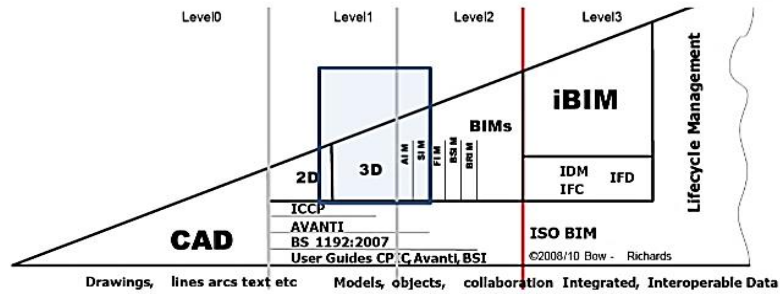 Level0 Level1 Level2 Level3
iBIM
BIMs
2D 3D AIM SIM FIM BSIM BRIM
IDM IFD
IFC
Lifecycle Management
ICCP
AVANTI
CAD
BS 1192:2007
ISO BIM
User Guides CPIC, Avanti, BSI
©2008/10 Bew - Richards
Drawings, lines arcs text etc Models, objects, collaboration Integrated, Interoperable Data